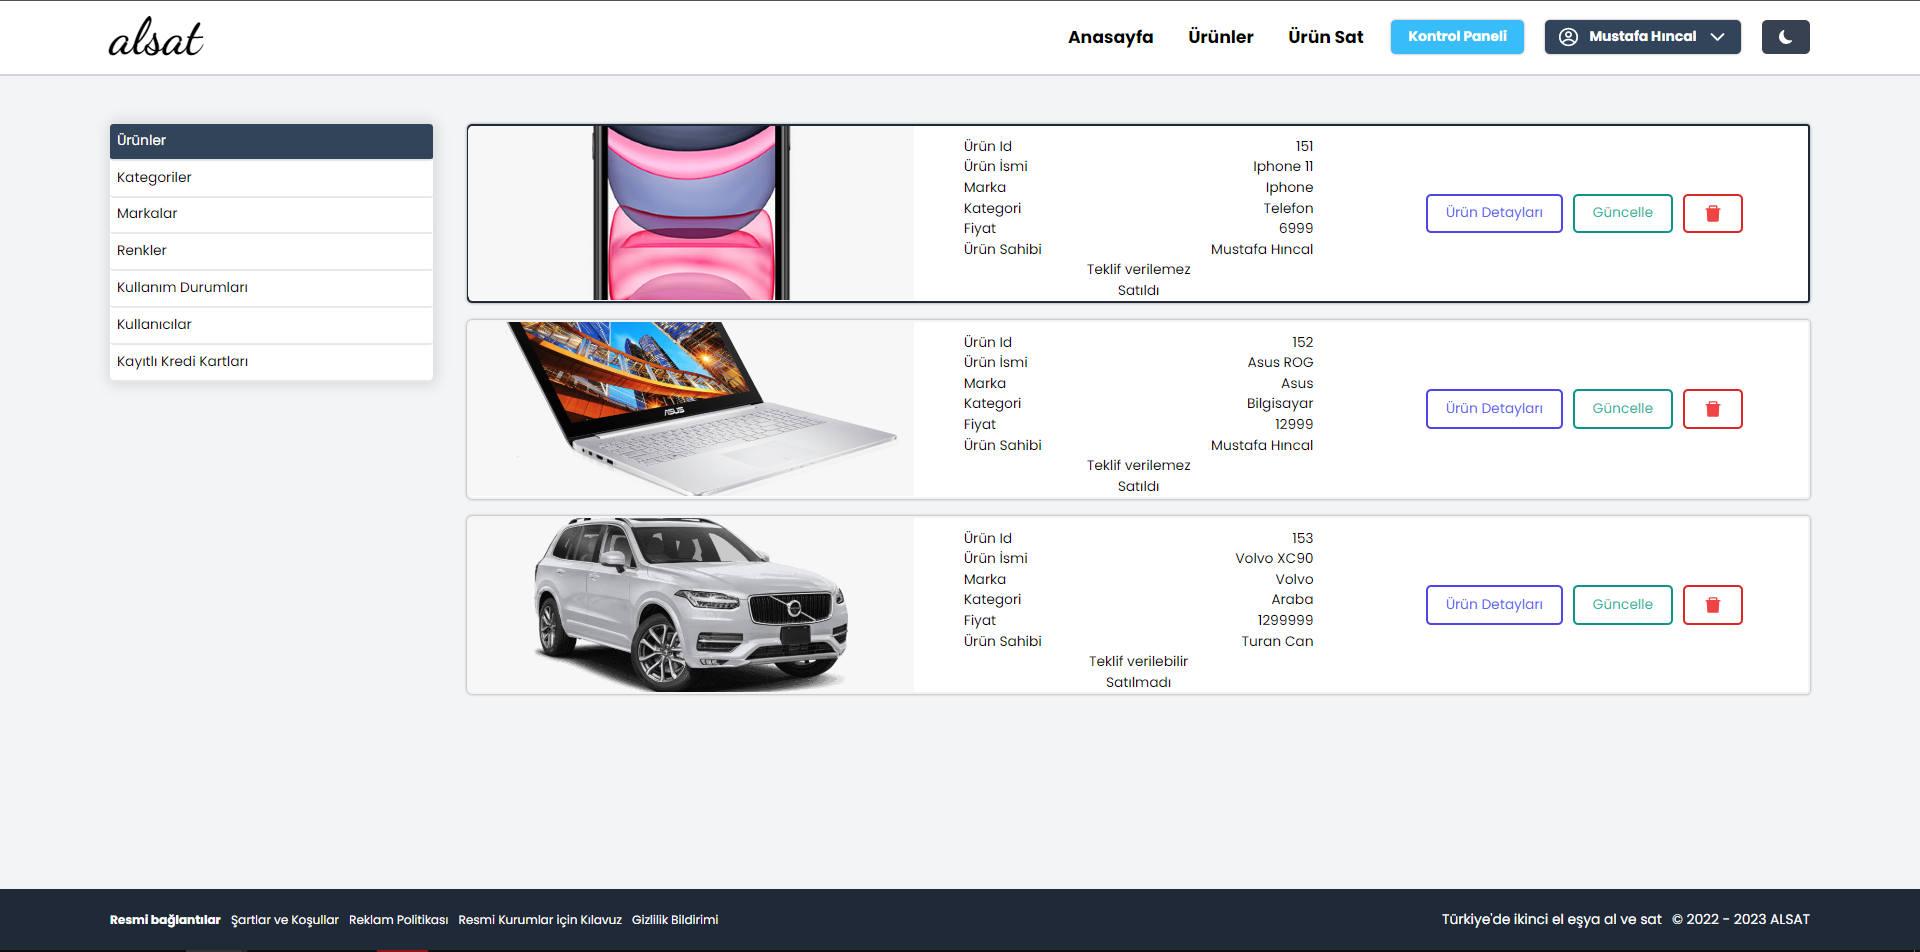 alsat
Anasayfa Ürünler Ürün Sat Kontrol Paneli Mustafa Hıncal
Ürünler
Kategoriler
Markalar
Renkler
Kullanım Durumları
Kullanıcılar
Kayıtlı Kredi Kartları
Ürün Id 151
Ürün İsmi Iphone 11
Marka Iphone
Kategori Telefon
Fiyat 6999
Ürün Sahibi Mustafa Hıncal
Teklif verilemez
Satıldı
Ürün Detayları Güncelle
ASUS
Ürün Id 152
Ürün İsmi Asus ROG
Marka Asus
Kategori Bilgisayar
Fiyat 12999
Ürün Sahibi Mustafa Hıncal
Teklif verilemez
Satıldı
Ürün Detayları Güncelle
Ürün Id 153
Ürün İsmi Volvo XC90
Marka Volvo
Kategori Araba
Fiyat 1299999
Ürün Sahibi Turan Can
Teklif verilebilir
Satılmadı
Ürün Detayları Güncelle
Resmi bağlantılar Şartlar ve Koşullar Reklam Politikası Resmi Kurumlar için Kılavuz Gizlilik Bildirimi
Türkiye'de ikinci el eşya al ve sat © 2022 - 2023 ALSAT